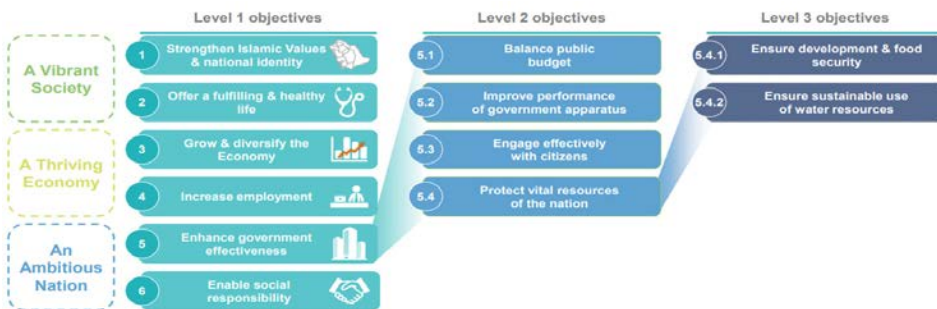 Level 1 objectives
Level 2 objectives
Level 3 objectives
A Vibrant
Society
A Thriving
Economy
An
Ambitious
Nation
1
Strengthen Islamic Values
& national identity
2
Offer a fulfilling & healthy
life
3
Grow & diversify the
Economy
4
Increase employment
5
Enhance government
effectiveness
6
Enable social
responsibility
5.1
Balance public
budget
5.2
Improve performance
of government apparatus
5.3
Engage effectively
with citizens
5.4
Protect vital resources
of the nation
5.4.1
Ensure development & food
security
5.4.2
Ensure sustainable use
of water resources